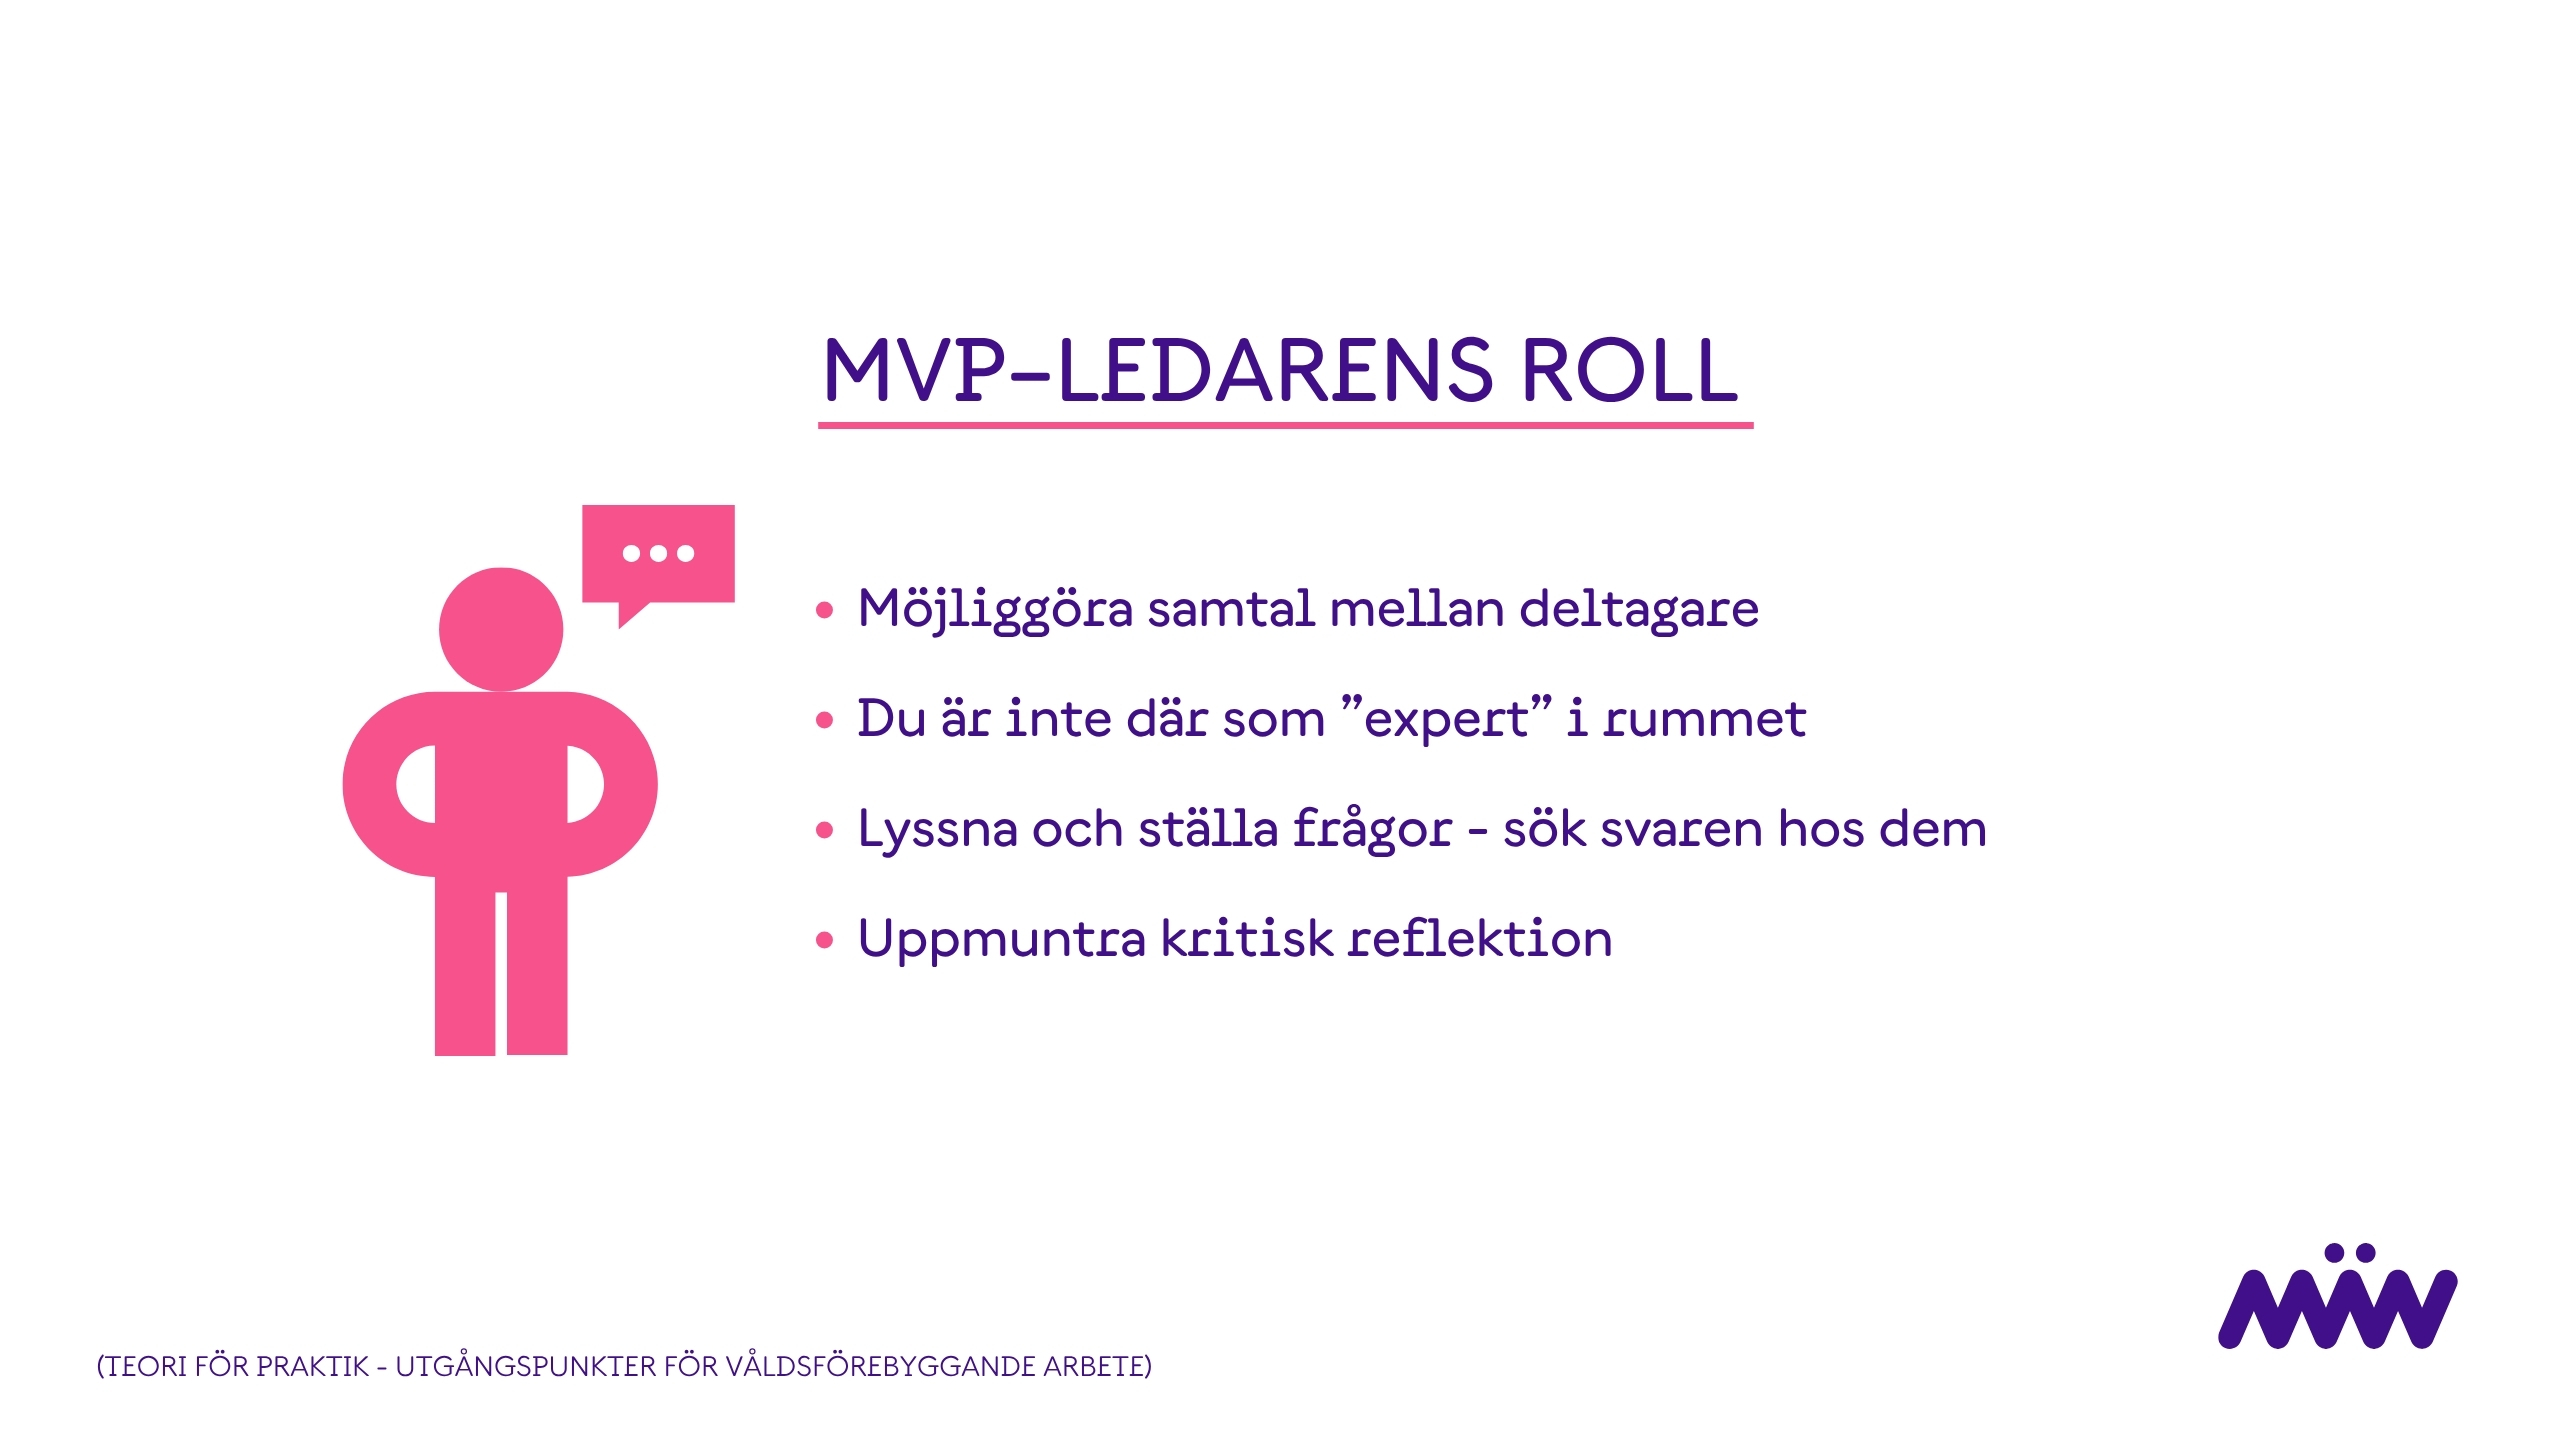 MVP–LEDARENS ROLL
• Möjliggöra samtal mellan deltagare
• Du är inte där som ”expert” i rummet
• Lyssna och ställa frågor - sök svaren hos dem
• Uppmuntra kritisk reflektion
MÄN
(TEORI FÖR PRAKTIK - UTGÅNGSPUNKTER FÖR VÅLDSFÖREBYGGANDE ARBETE)